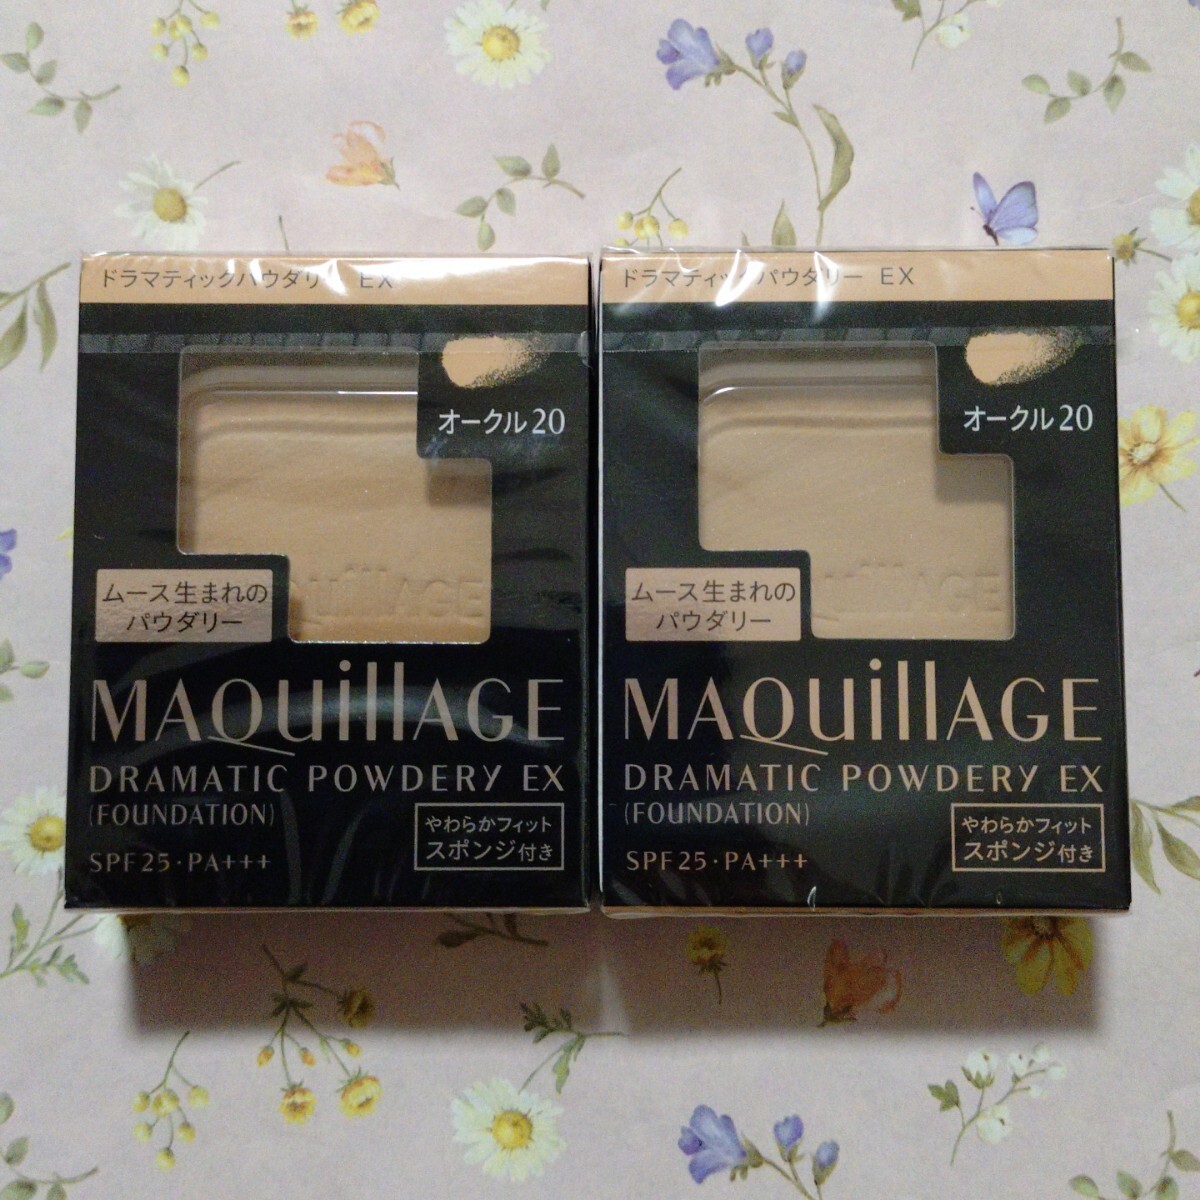 ドラマティックパウダリー EX
オークル20
ムース生まれの
パウダリー
MAQuillAGE
MAQuillAGE
DRAMATIC POWDERY EX
(FOUNDATION)
やわらかフィット
スポンジ付き
SPF25・PA+++
ドラマティックパウダリー EX
オークル20
ムース生まれの
パウダリー
MAQuillAGE
MAQuillAGE
DRAMATIC POWDERY EX
(FOUNDATION)
やわらかフィット
スポンジ付き
SPF25・PA+++